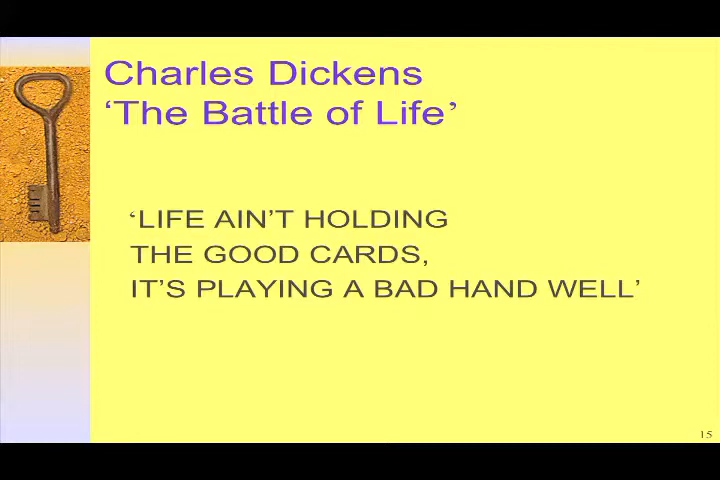 Charles Dickens
‘The Battle of Life’
‘LIFE AIN’T HOLDING
THE GOOD CARDS,
IT’S PLAYING A BAD HAND WELL’
15